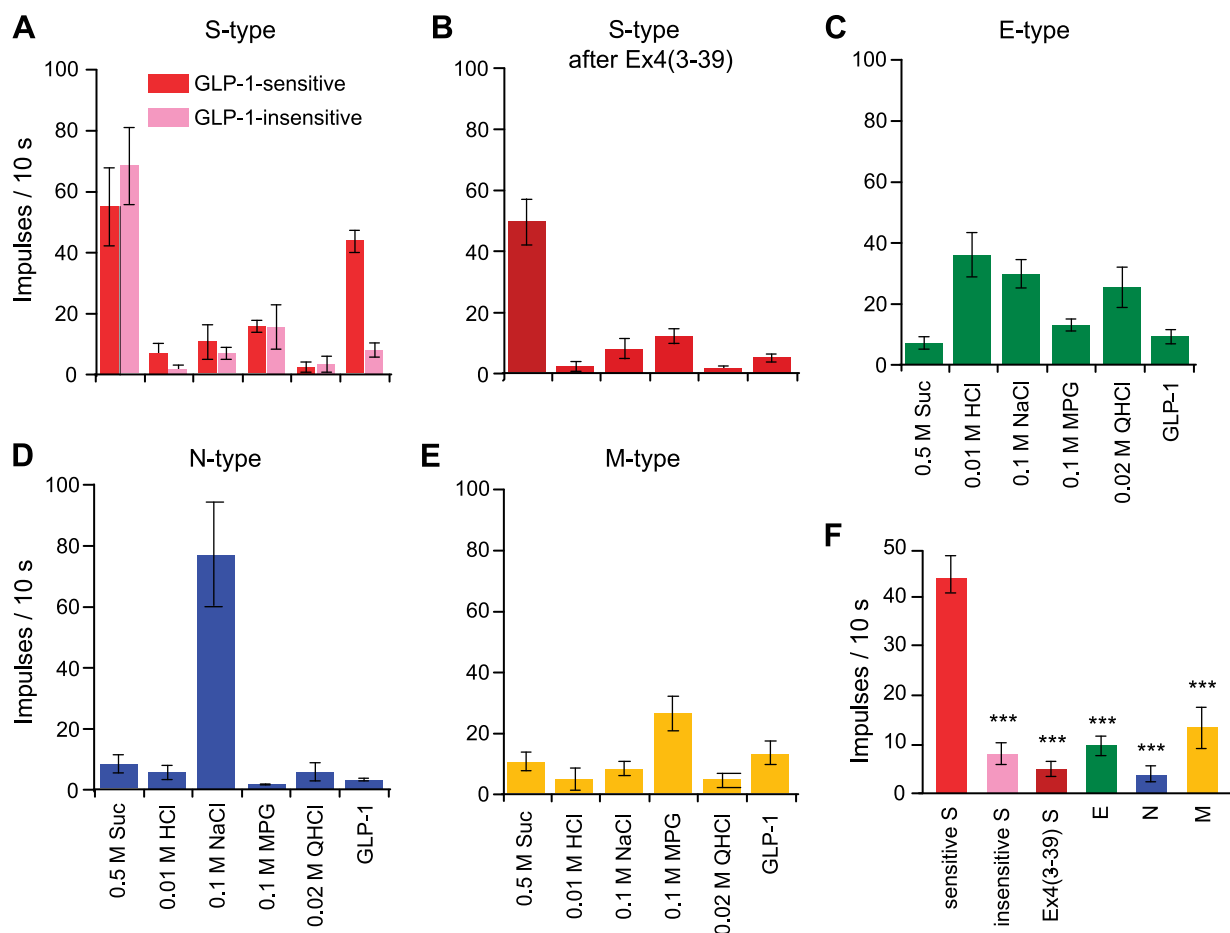 A
S-type
100
80
60
40
20
0
Impulses / 10 s
GLP-1-sensitive
GLP-1-insensitive
B
S-type
after Ex4(3-39)
100
80
60
40
20
0
C
E-type
100
80
60
40
20
0
0.5 M Suc
0.01 M HCl
0.1 M NaCl
0.1 M MPG
0.02 M QHCl
GLP-1
D
N-type
100
80
60
40
20
0
Impulses / 10 s
0.5 M Suc
0.01 M HCl
0.1 M NaCl
0.1 M MPG
0.02 M QHCl
GLP-1
E
M-type
100
80
60
40
20
0
0.5 M Suc
0.01 M HCl
0.1 M NaCl
0.1 M MPG
0.02 M QHCl
GLP-1
F
50
40
30
20
10
0
Impulses / 10 s
***
***
***
***
***
sensitive S
insensitive S
Ex4(3-39) S
E
N
M